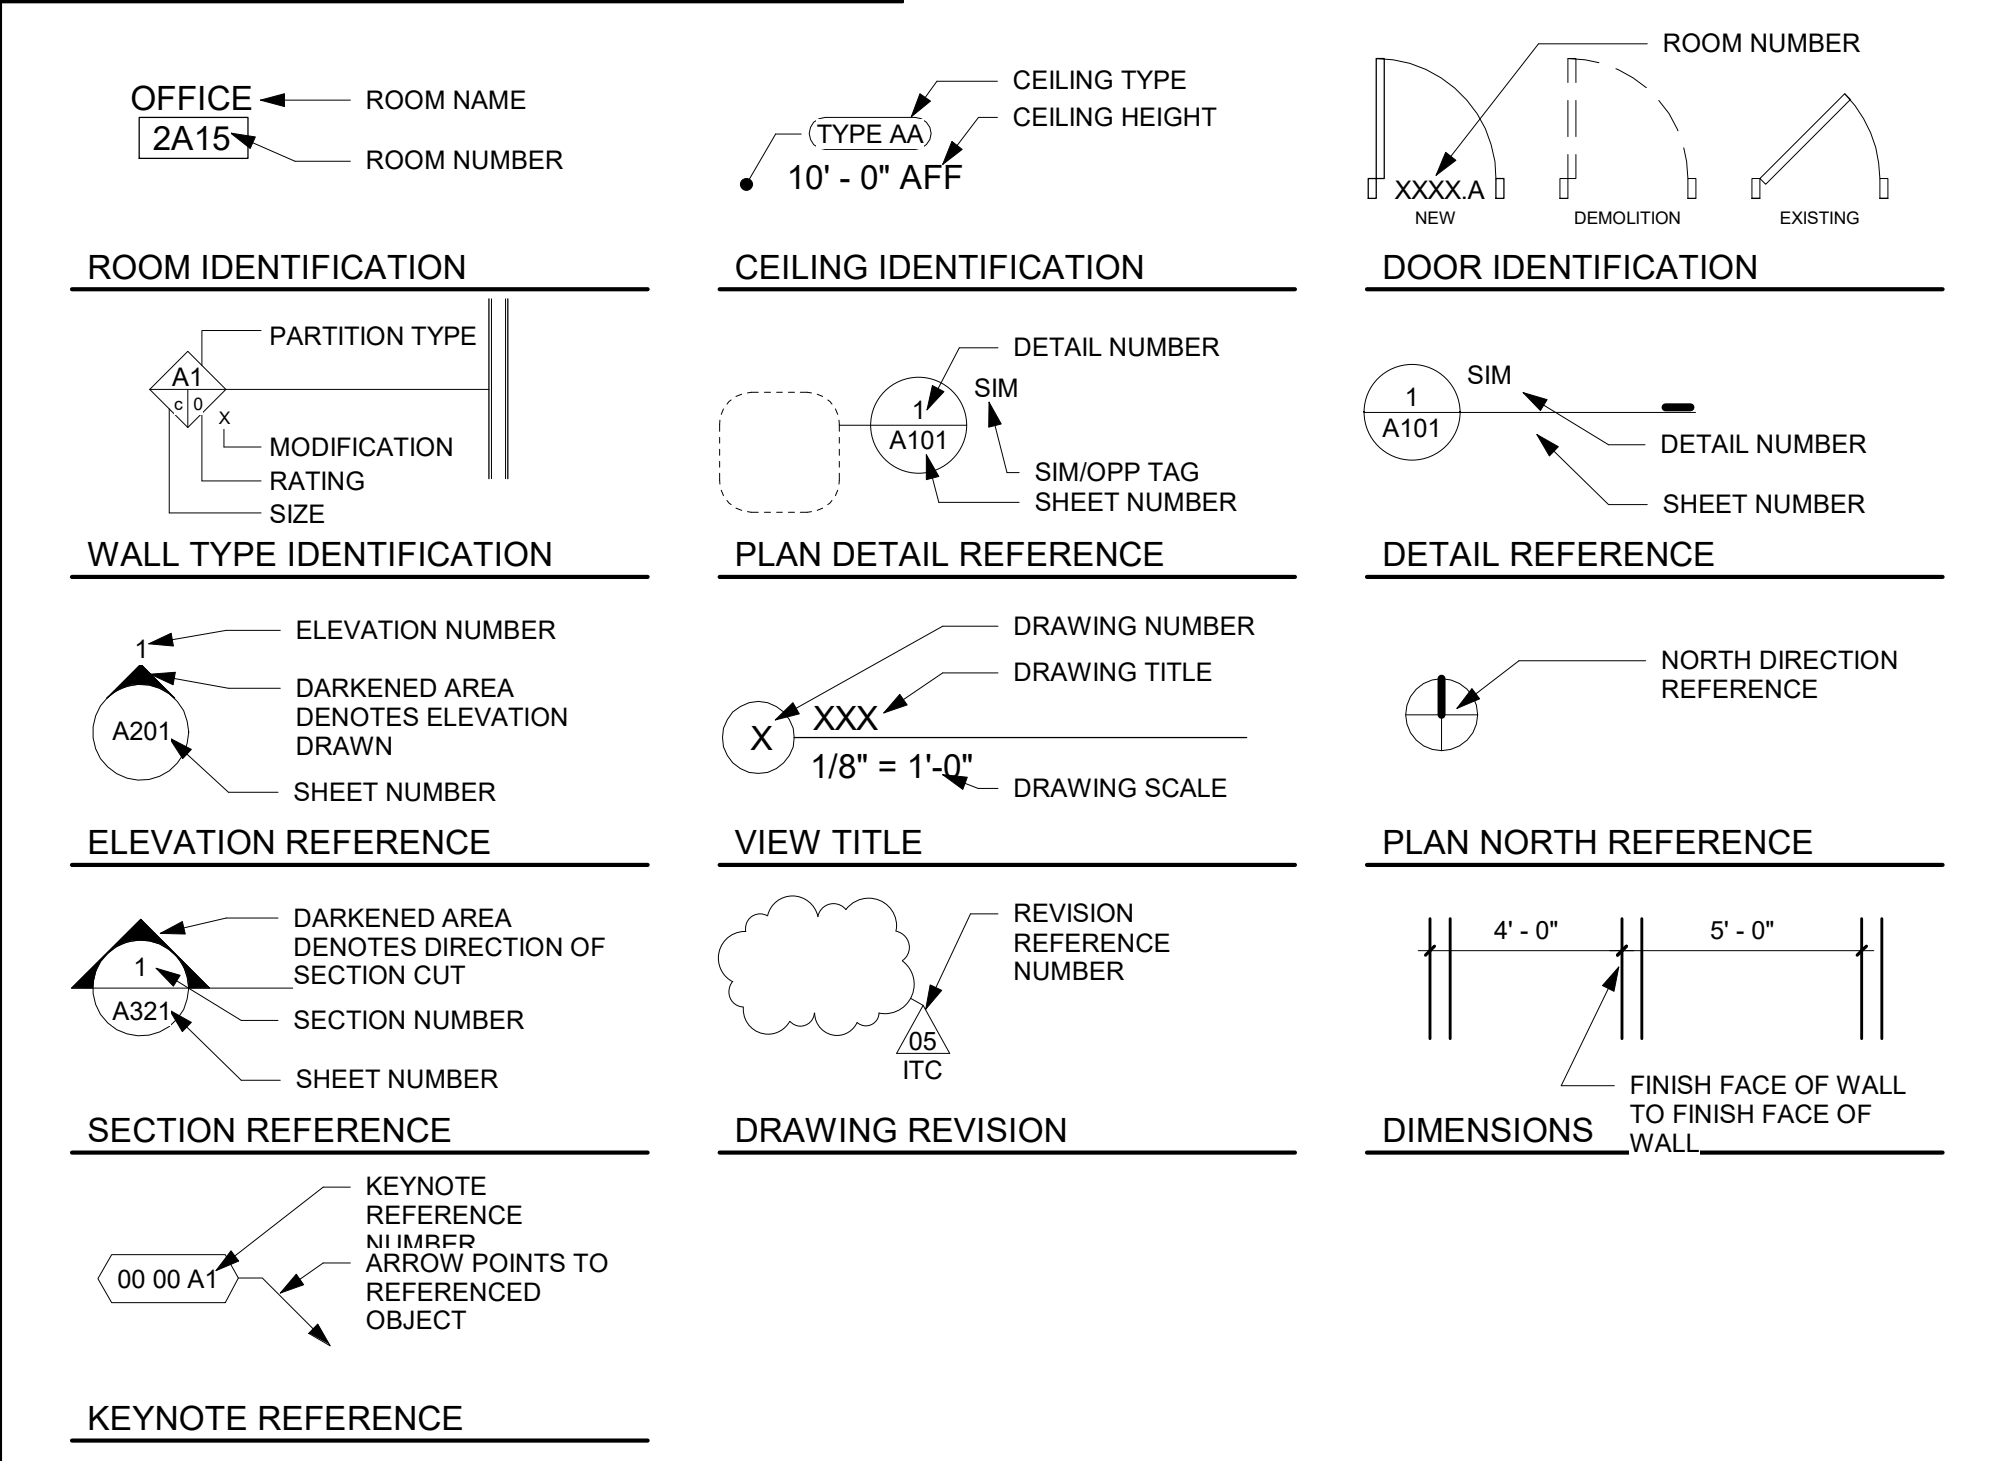 OFFICE
2A15
ROOM NAME
ROOM NUMBER
ROOM IDENTIFICATION
CEILING TYPE
CEILING HEIGHT
TYPE AA
10' - 0" AFF
CEILING IDENTIFICATION
ROOM NUMBER
XXXX.A
NEW
DEMOLITION
EXISTING
DOOR IDENTIFICATION
PARTITION TYPE
A1
c 0
X
MODIFICATION
RATING
SIZE
WALL TYPE IDENTIFICATION
DETAIL NUMBER
SIM
1
A101
SIM/OPP TAG
SHEET NUMBER
PLAN DETAIL REFERENCE
SIM
1
A101
DETAIL NUMBER
SHEET NUMBER
DETAIL REFERENCE
1
ELEVATION NUMBER
DARKENED AREA
DENOTES ELEVATION
DRAWN
A201
SHEET NUMBER
ELEVATION REFERENCE
DRAWING NUMBER
DRAWING TITLE
X
XXX
1/8" = 1'-0"
DRAWING SCALE
VIEW TITLE
NORTH DIRECTION
REFERENCE
PLAN NORTH REFERENCE
DARKENED AREA
DENOTES DIRECTION OF
SECTION CUT
1
A321
SECTION NUMBER
SHEET NUMBER
SECTION REFERENCE
REVISION
REFERENCE
NUMBER
05
ITC
DRAWING REVISION
4' - 0"
5' - 0"
FINISH FACE OF WALL
TO FINISH FACE OF
WALL
DIMENSIONS
KEYNOTE
REFERENCE
NUMBER
ARROW POINTS TO
REFERENCED
OBJECT
00 00 A1
KEYNOTE REFERENCE